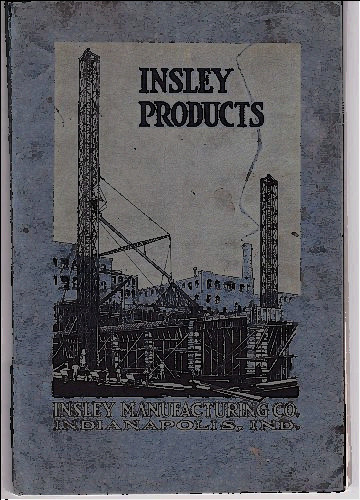 INSLEY
PRODUCTS
INSLEY MANUFACTURING CO.
INDIANAPOLIS, IND.